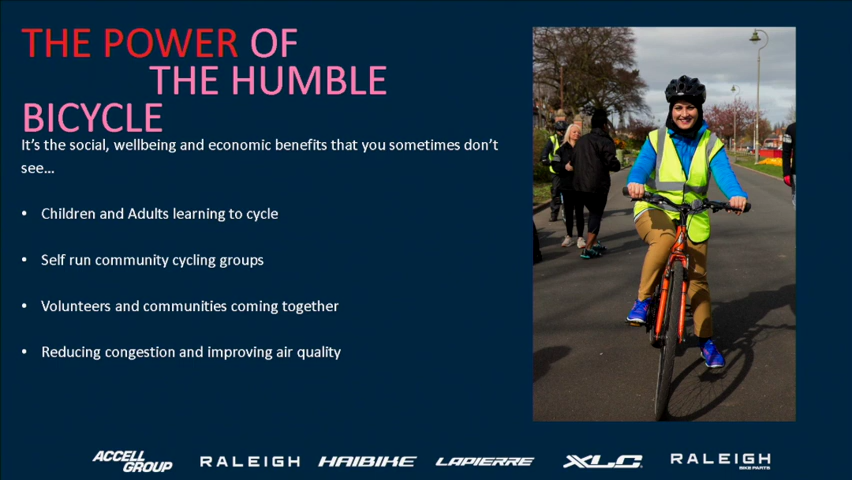 THE POWER OF
THE HUMBLE
BICYCLE
It’s the social, wellbeing and economic benefits that you sometimes don’t
see…
• Children and Adults learning to cycle
• Self run community cycling groups
• Volunteers and communities coming together
• Reducing congestion and improving air quality
ACCELL
GROUP
RALEIGH
HAIBIKE
LAPIERRE
XLC
RALEIGH
BIKE PARTS